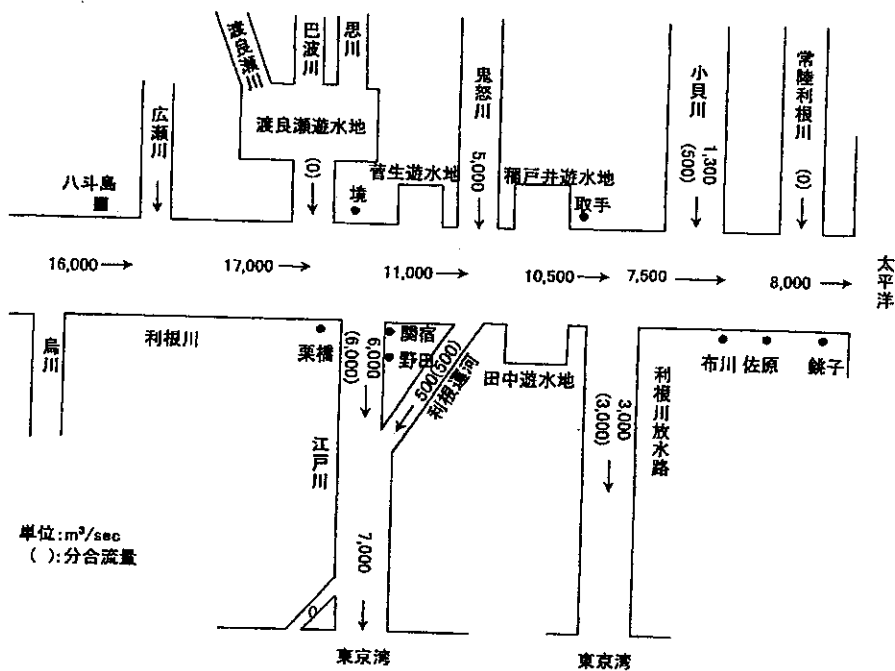 渡良瀬川
巴波川
思川
鬼怒川
小貝川
常陸利根川
広瀬川
渡良瀬遊水地
八斗島
(0)
境
菅生遊水地
5,000
稲戸井遊水地
取手
1,300
(500)
(0)
16,000
17,000
11,000
10,500
7,500
8,000
太平洋
烏川
利根川
栗橋
6,000
(6,000)
関宿
野田
500(500)
利根運河
田中遊水地
3,000
(3,000)
利根川放水路
布川
佐原
銚子
江戸川
7,000
単位:m³/sec
( ):分合流量
0
東京湾
東京湾